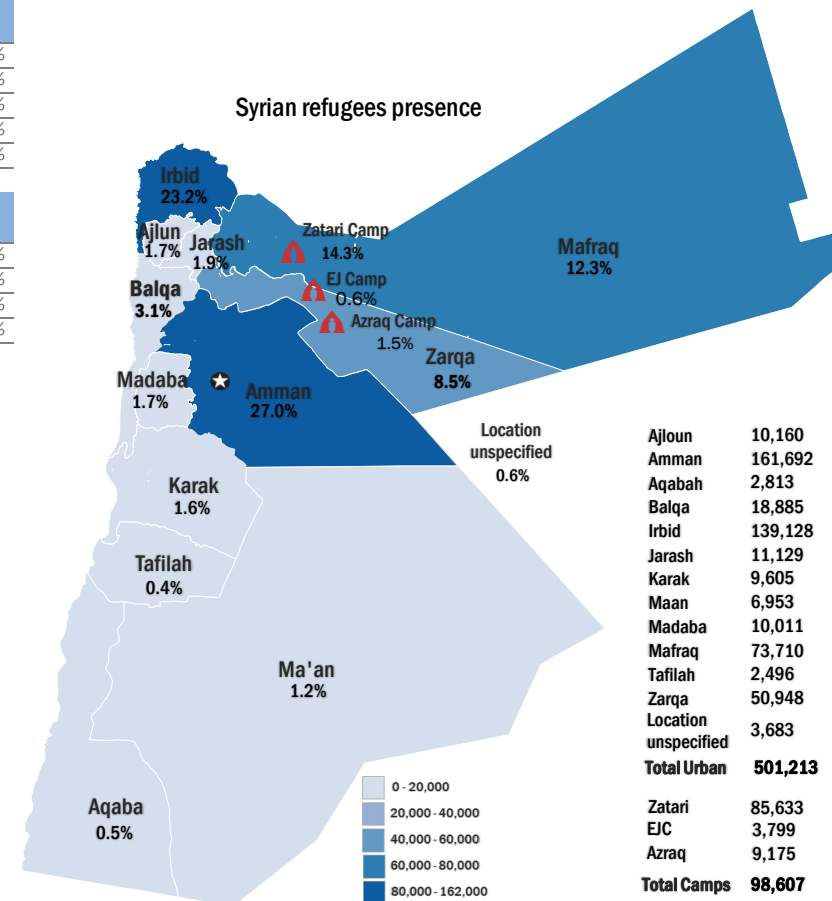 %
%
%
%
%
%
%
%
%
Syrian refugees presence
Irbid
23.2%
Ajlun
1.7%
Jarash
1.9%
Zatari Camp
14.3%
Mafraq
12.3%
EJ Camp
0.6%
Balqa
3.1%
Azraq Camp
1.5%
Zarqa
8.5%
Madaba
1.7%
Amman
27.0%
Location
unspecified
0.6%
Karak
1.6%
Tafilah
0.4%
Ma'an
1.2%
Aqaba
0.5%
0 - 20,000
20,000 - 40,000
40,000 - 60,000
60,000 - 80,000
80,000 - 162,000
Ajloun 10,160
Amman 161,692
Aqabah 2,813
Balqa 18,885
Irbid 139,128
Jarash 11,129
Karak 9,605
Maan 6,953
Madaba 10,011
Mafraq 73,710
Tafilah 2,496
Zarqa 50,948
Location
unspecified 3,683
Total Urban 501,213
Zatari 85,633
EJC 3,799
Azraq 9,175
Total Camps 98,607